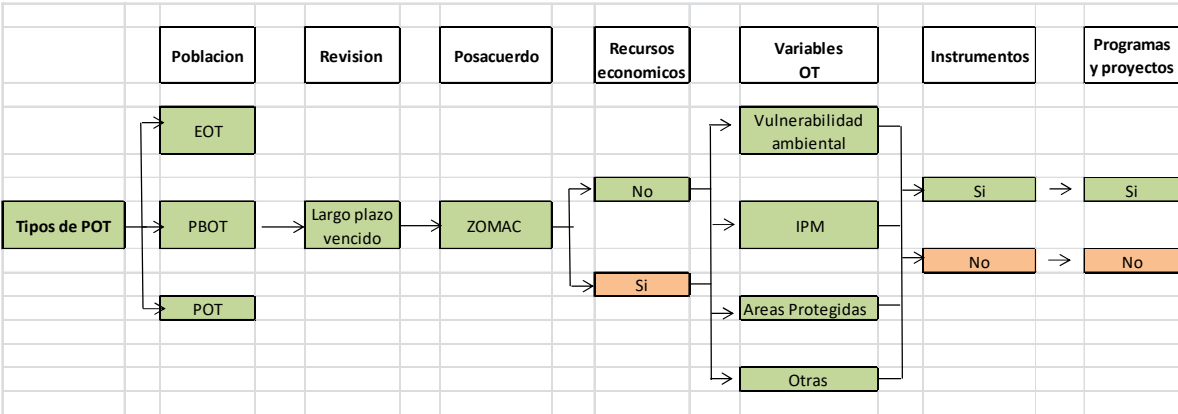 Poblacion
Revision
Posacuerdo
Recursos
economicos
Variables
OT
Instrumentos
Programas
y proyectos
EOT
Vulnerabilidad
ambiental
No
Si
Si
Tipos de POT
PBOT
Largo plazo
vencido
ZOMAC
IPM
No
No
Si
POT
Areas Protegidas
Otras